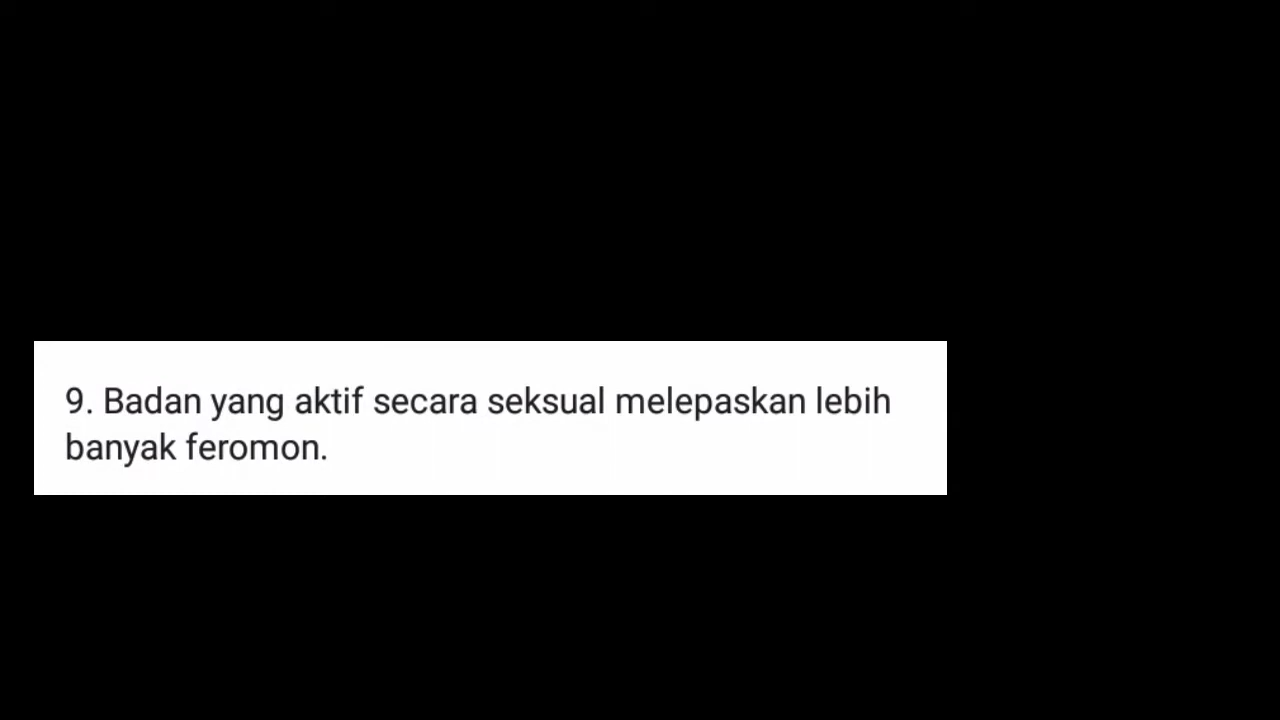 9. Badan yang aktif secara seksual melepaskan lebih
banyak feromon.